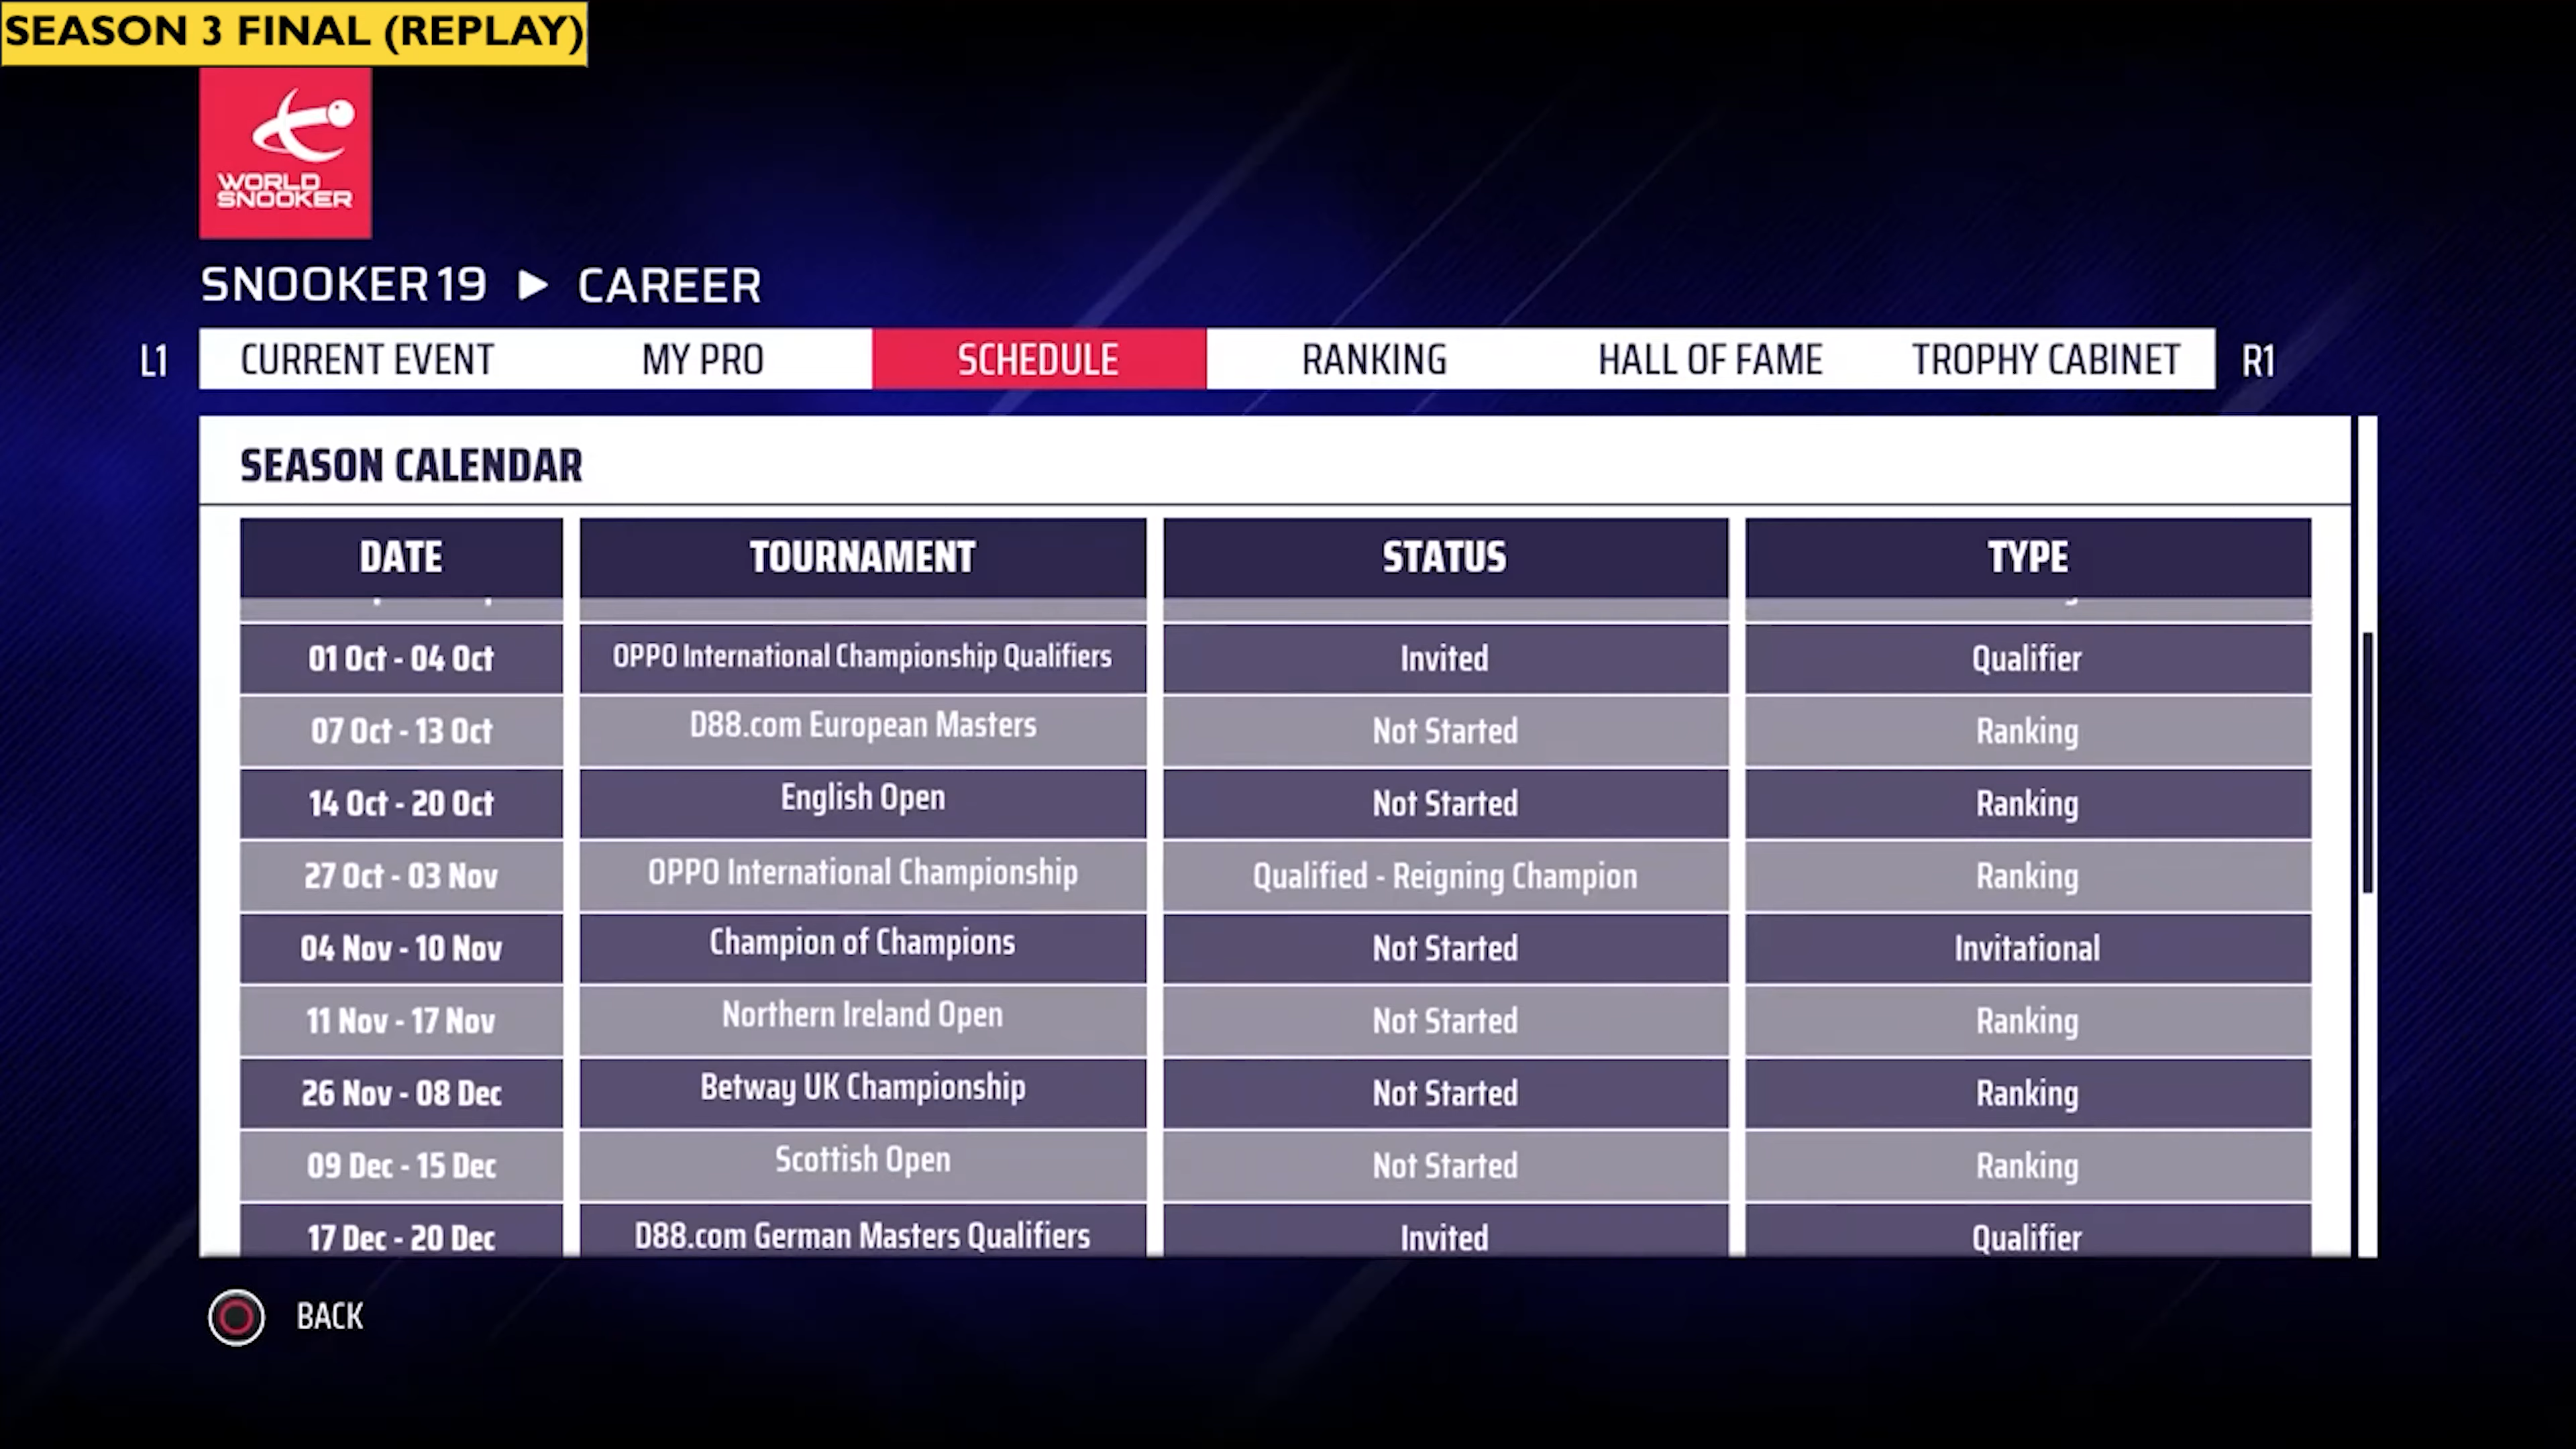 SEASON 3 FINAL (REPLAY)
WORLD
SNOOKER
SNOOKER 19 ▶ CAREER
L1 CURRENT EVENT MY PRO SCHEDULE RANKING HALL OF FAME TROPHY CABINET R1
SEASON CALENDAR
DATE TOURNAMENT STATUS TYPE
01 Oct - 04 Oct OPPO International Championship Qualifiers Invited Qualifier
07 Oct - 13 Oct D88.com European Masters Not Started Ranking
14 Oct - 20 Oct English Open Not Started Ranking
27 Oct - 03 Nov OPPO International Championship Qualified - Reigning Champion Ranking
04 Nov - 10 Nov Champion of Champions Not Started Invitational
11 Nov - 17 Nov Northern Ireland Open Not Started Ranking
26 Nov - 08 Dec Betway UK Championship Not Started Ranking
09 Dec - 15 Dec Scottish Open Not Started Ranking
17 Dec - 20 Dec D88.com German Masters Qualifiers Invited Qualifier
BACK